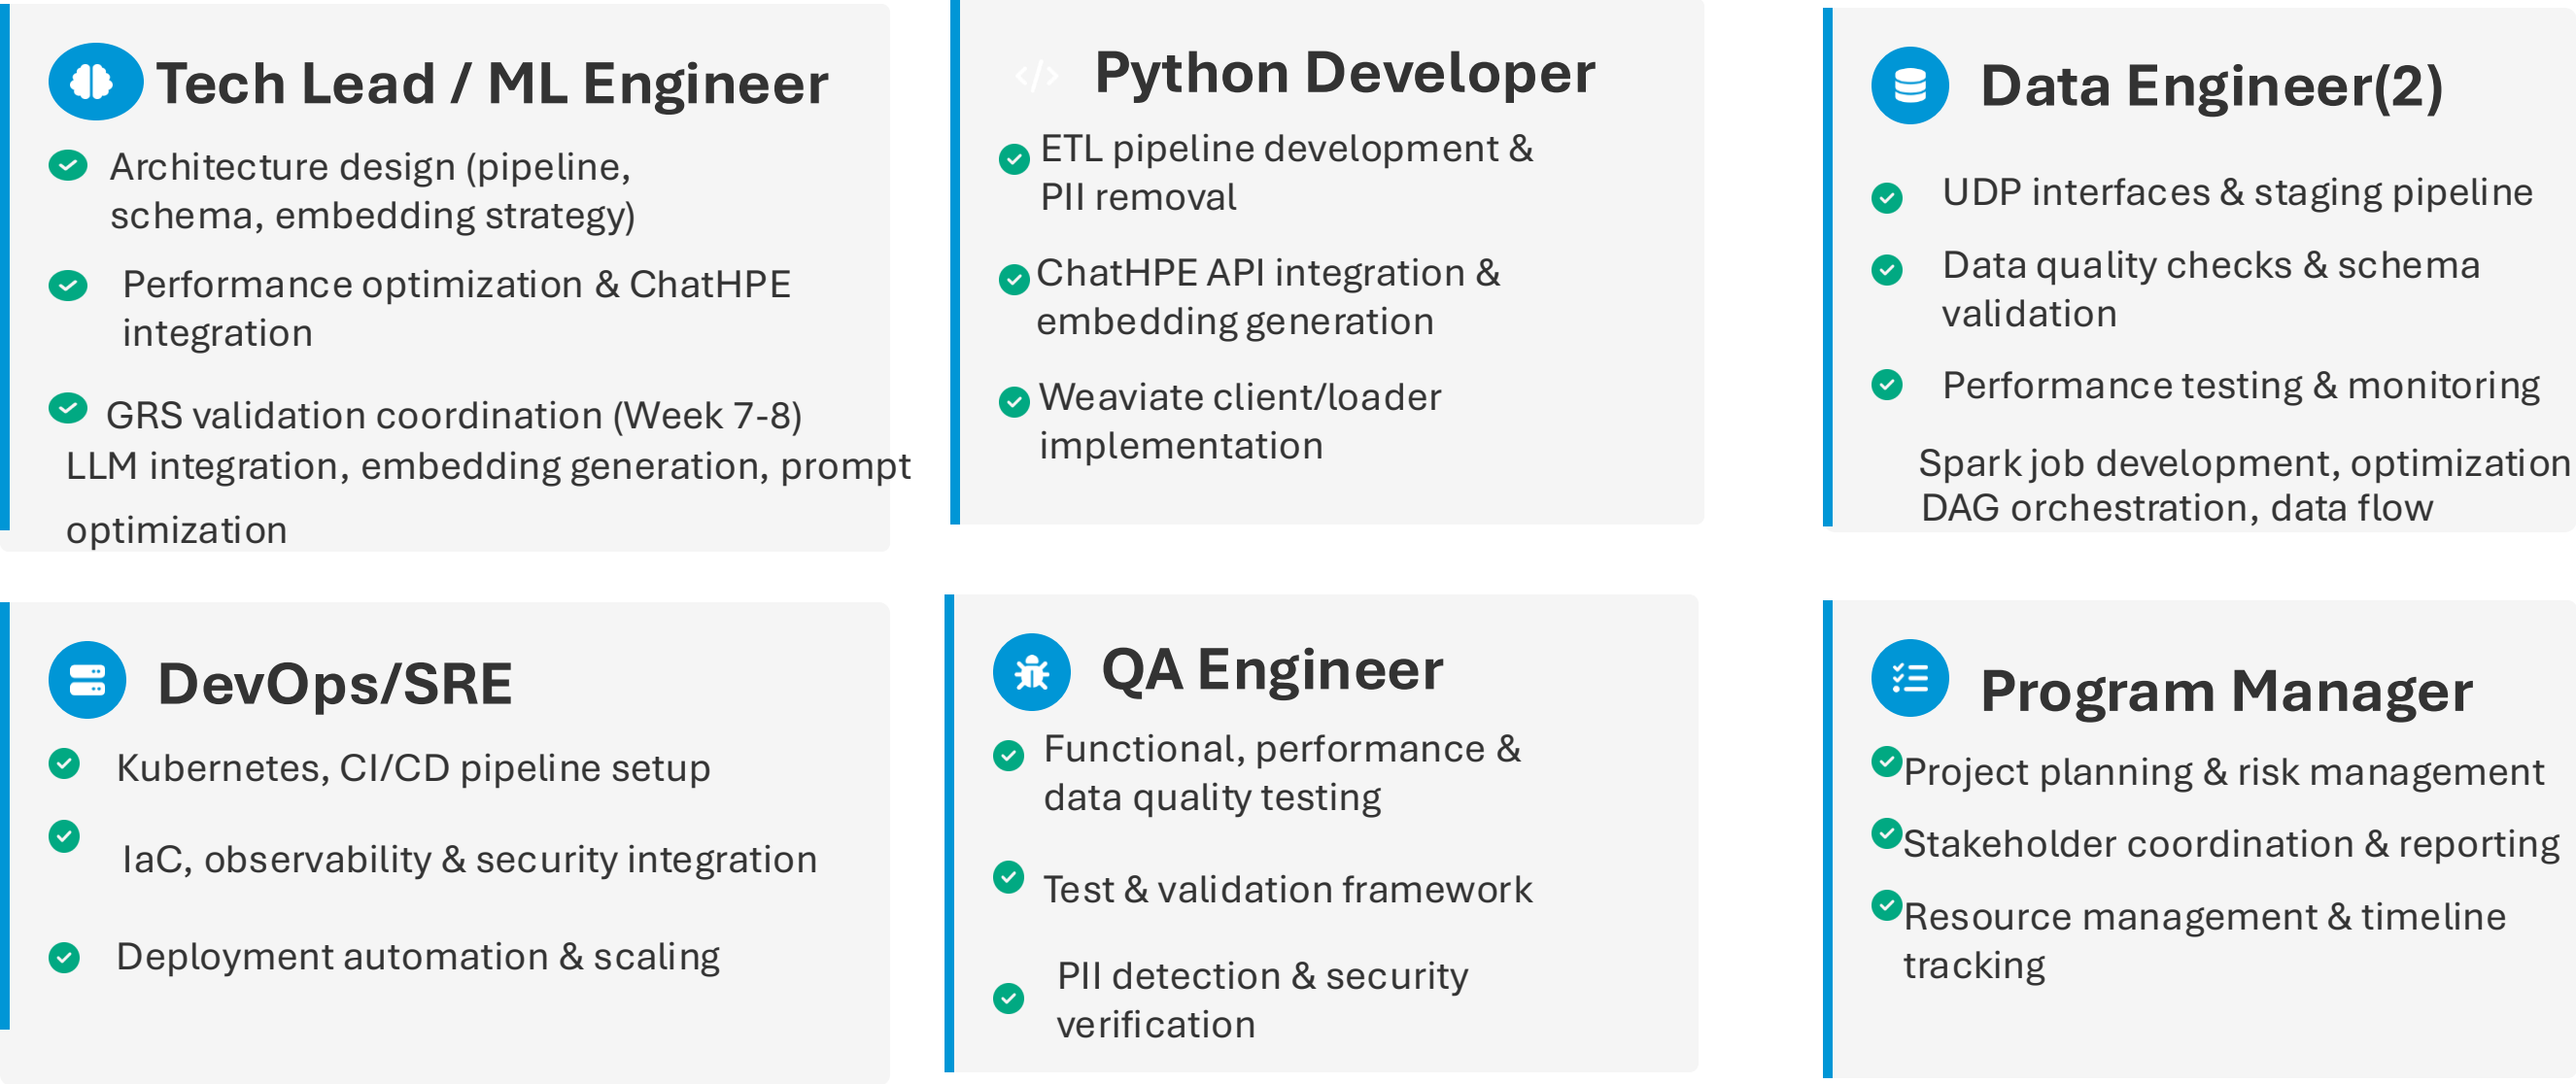 Tech Lead / ML Engineer
Architecture design (pipeline,
schema, embedding strategy)
Performance optimization & ChatHPE
integration
GRS validation coordination (Week 7-8)
LLM integration, embedding generation, prompt
optimization
</> Python Developer
ETL pipeline development &
PII removal
ChatHPE API integration &
embedding generation
Weaviate client/loader
implementation
Data Engineer(2)
UDP interfaces & staging pipeline
Data quality checks & schema
validation
Performance testing & monitoring
Spark job development, optimization
DAG orchestration, data flow
DevOps/SRE
Kubernetes, CI/CD pipeline setup
IaC, observability & security integration
Deployment automation & scaling
QA Engineer
Functional, performance &
data quality testing
Test & validation framework
PII detection & security
verification
Program Manager
Project planning & risk management
Stakeholder coordination & reporting
Resource management & timeline
tracking